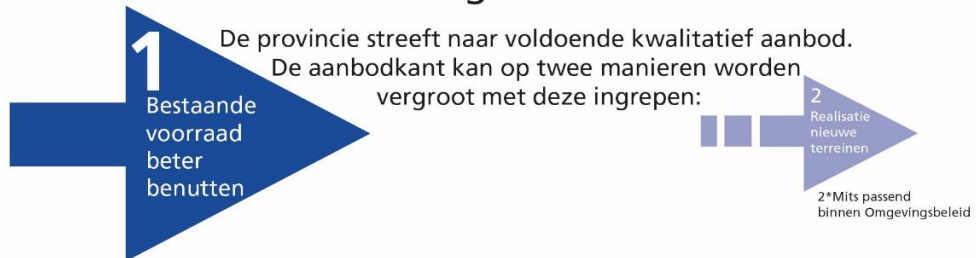 De provincie streeft naar voldoende kwalitatief aanbod.
De aanbodkant kan op twee manieren worden
vergroot met deze ingrepen:
1
Bestaande
voorraad
beter
benutten
2
Realisatie
nieuwe
terreinen
2*Mits passend
binnen Omgevingsbeleid